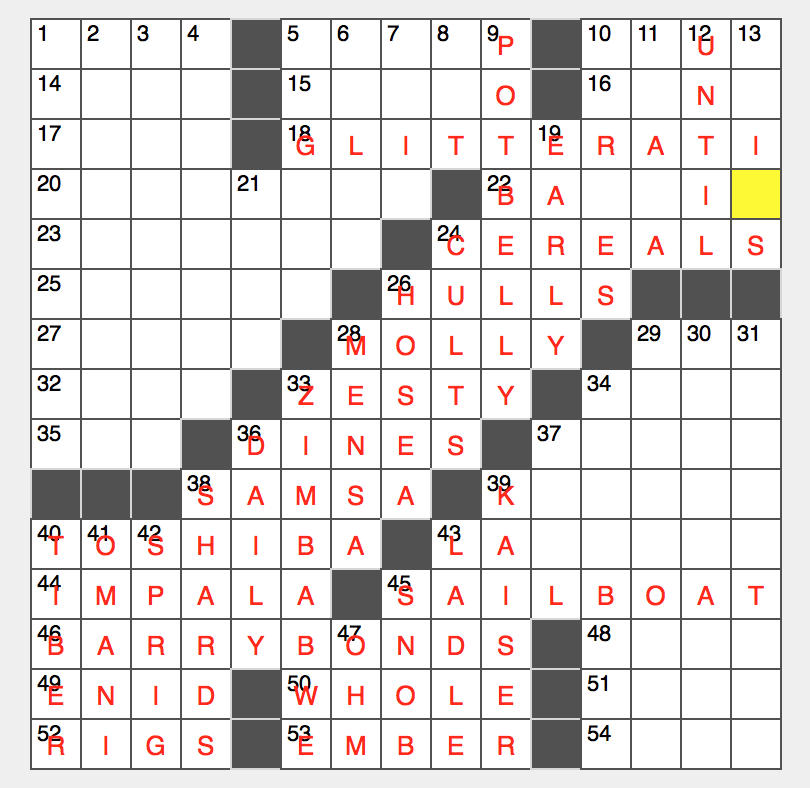 1 2 3 4 5 6 7 8 9 P 10 11 12 U 13
14 15 O 16 N
17 18 G L I T T 19 E R A T I
20 21 22 B A I
23 24 C E R E A L S
25 26 H U L L S
27 28 M O L L Y 29 30 31
32 33 Z E S T Y 34
35 36 D I N E S 37
38 S A M S A 39 K
40 T 41 O 42 S H I B A 43 L A
44 I M P A L A 45 S A I L B O A T
46 B A R R Y B 47 O N D S 48
49 E N I D 50 W H O L E 51
52 R I G S 53 E M B E R 54